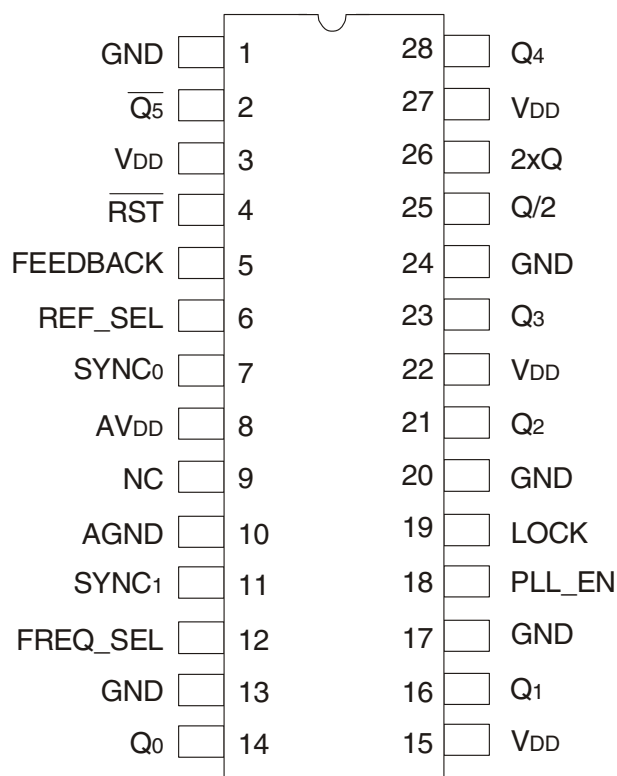 GND 1 28 Q4
Q̅5̅ 2 27 VDD
VDD 3 26 2xQ
R̅S̅T̅ 4 25 Q/2
FEEDBACK 5 24 GND
REF_SEL 6 23 Q3
SYNC0 7 22 VDD
AVDD 8 21 Q2
NC 9 20 GND
AGND 10 19 LOCK
SYNC1 11 18 PLL_EN
FREQ_SEL 12 17 GND
GND 13 16 Q1
Q0 14 15 VDD